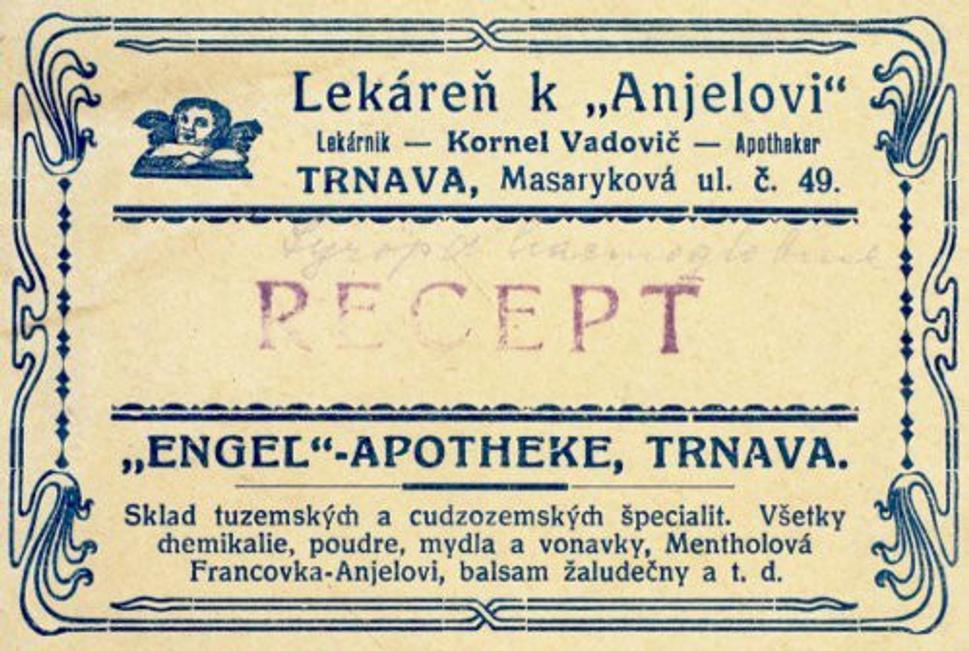 Lekáreň k „Anjelovi“
Lekárnik — Kornel Vadovič — Apotheker
TRNAVA, Masaryková ul. č. 49.
RECEPT
„ENGEL“-APOTHEKE, TRNAVA.
Sklad tuzemských a cudzozemských špecialit. Všetky
chemikalie, poudre, mydla a vonavky, Mentholová
Francovka-Anjelovi, balsam žaludečny a t. d.